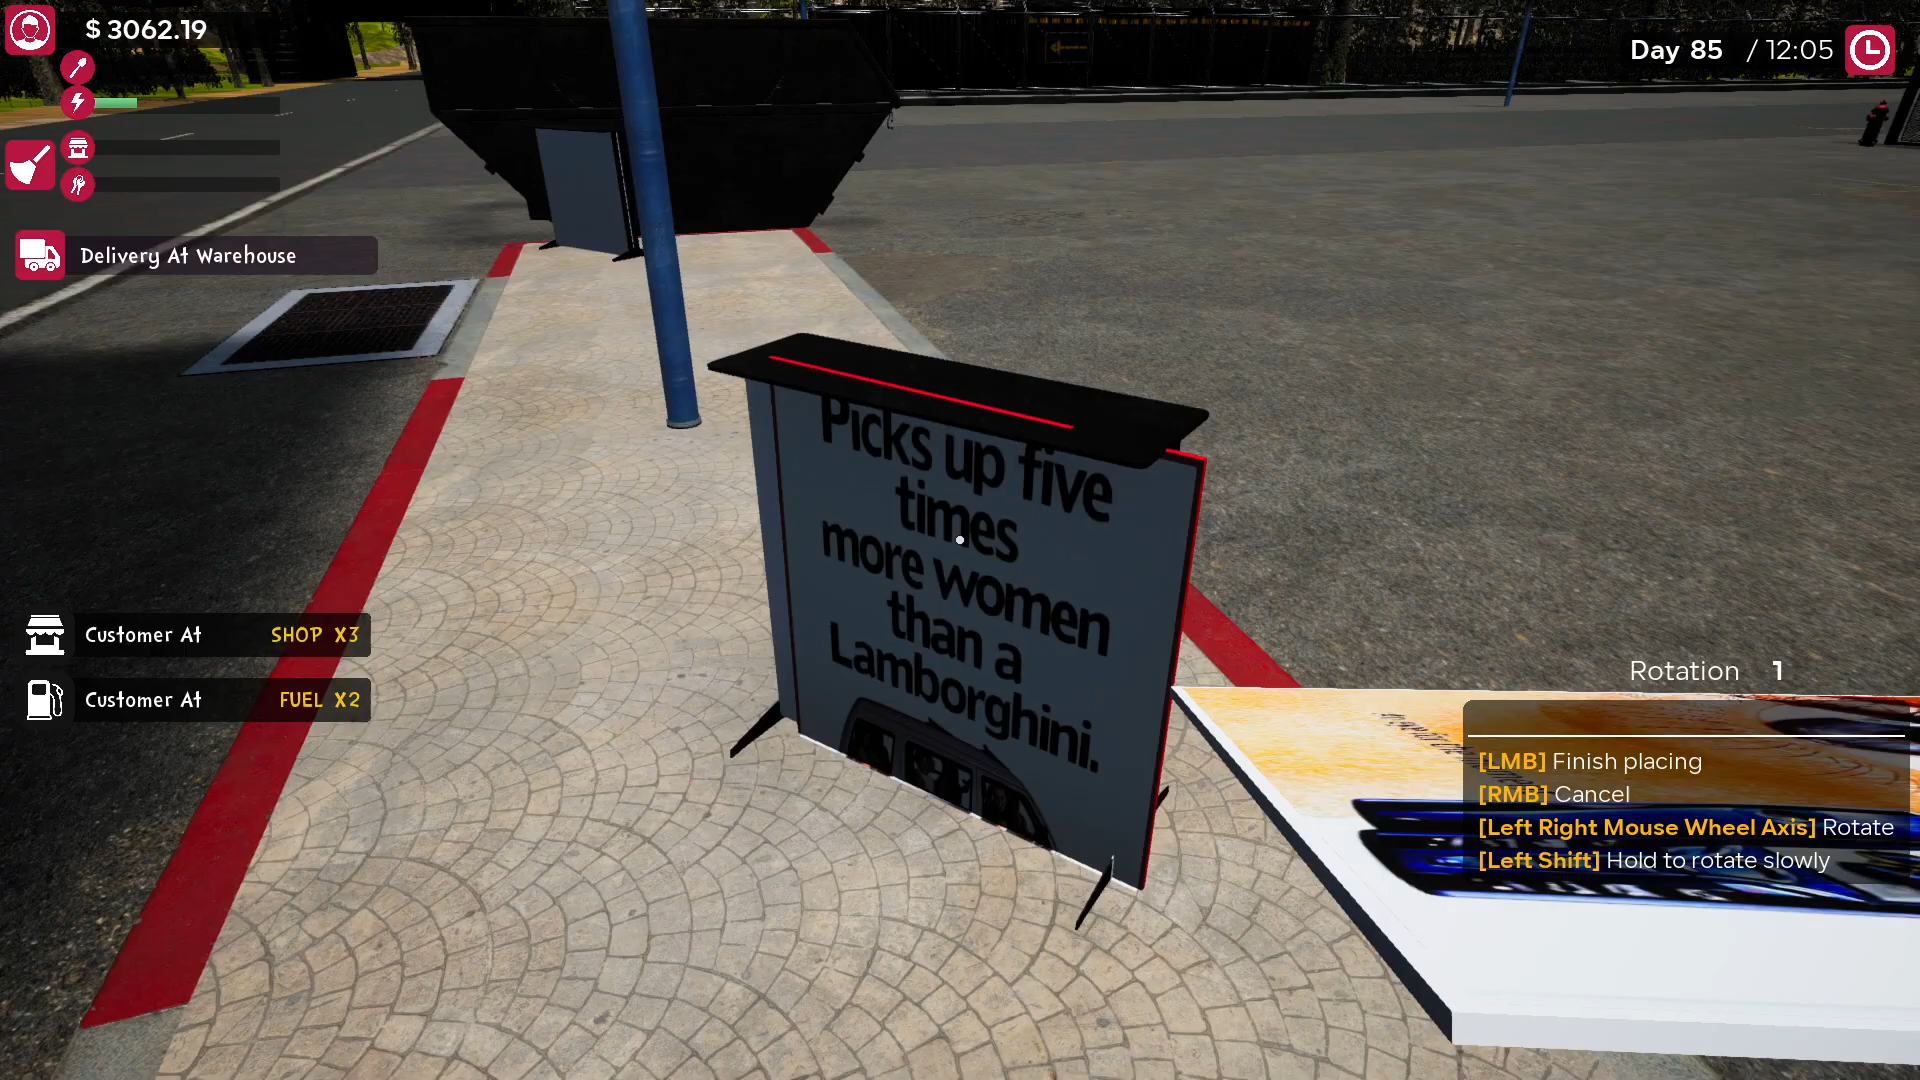 $ 3062.19
Day 85 / 12:05
Delivery At Warehouse
Picks up five
times
more women
than a
Lamborghini.
Customer At SHOP X3
Customer At FUEL X2
Rotation 1
[LMB] Finish placing
[RMB] Cancel
[Left Right Mouse Wheel Axis] Rotate
[Left Shift] Hold to rotate slowly